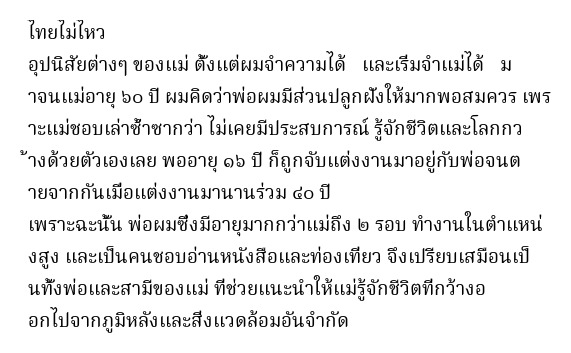 ไทยไม่ไหว
อุปนิสัยต่างๆ ของแม่ ตั้งแต่ผมจำความได้   และเริ่มจำแม่ได้   ม
าจนแม่อายุ ๖๐ ปี ผมคิดว่าพ่อผมมีส่วนปลูกฝังให้มากพอสมควร เพร
าะแม่ชอบเล่าซ้ำซากว่า ไม่เคยมีประสบการณ์ รู้จักชีวิตและโลกกว
้างด้วยตัวเองเลย พออายุ ๑๖ ปี ก็ถูกจับแต่งงานมาอยู่กับพ่อจนต
ายจากกันเมื่อแต่งงานมานานร่วม ๔๐ ปี
เพราะฉะนั้น พ่อผมซึ่งมีอายุมากกว่าแม่ถึง ๒ รอบ ทำงานในตำแหน่
งสูง และเป็นคนชอบอ่านหนังสือและท่องเที่ยว จึงเปรียบเสมือนเป็
นทั้งพ่อและสามีของแม่ ที่ช่วยแนะนำให้แม่รู้จักชีวิตที่กว้างอ
อกไปจากภูมิหลังและสิ่งแวดล้อมอันจำกัด